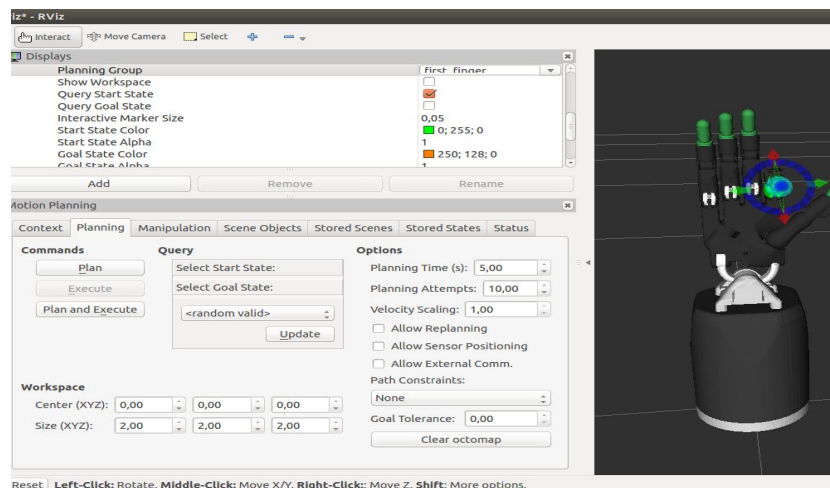 iz* - RViz
Interact Move Camera Select
Displays
Planning Group first_finger
Show Workspace
Query Start State
Query Goal State
Interactive Marker Size 0,05
Start State Color 0; 255; 0
Start State Alpha 1
Goal State Color 250; 128; 0
Goal State Alpha 1
Add Remove Rename
Motion Planning
Context Planning Manipulation Scene Objects Stored Scenes Stored States Status
Commands Query Options
Plan Select Start State: Planning Time (s): 5,00
Execute Select Goal State: Planning Attempts: 10,00
Plan and Execute <random valid> Velocity Scaling: 1,00
Update Allow Replanning
Allow Sensor Positioning
Allow External Comm.
Workspace Path Constraints:
Center (XYZ): 0,00 0,00 0,00 None
Size (XYZ): 2,00 2,00 2,00 Goal Tolerance: 0,00
Clear octomap
Reset Left-Click: Rotate. Middle-Click: Move X/Y. Right-Click:: Move Z. Shift: More options.